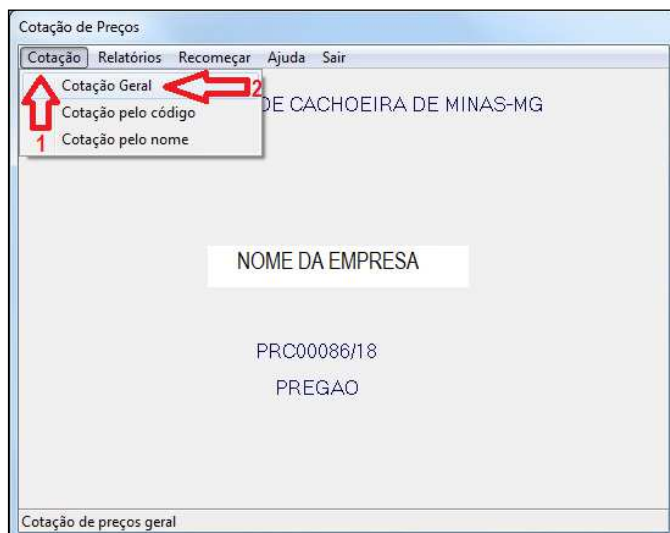 Cotação de Preços
Cotação Relatórios Recomeçar Ajuda Sair
Cotação Geral 2
DE CACHOEIRA DE MINAS-MG
Cotação pelo código
1 Cotação pelo nome
NOME DA EMPRESA
PRC00086/18
PREGAO
Cotação de preços geral